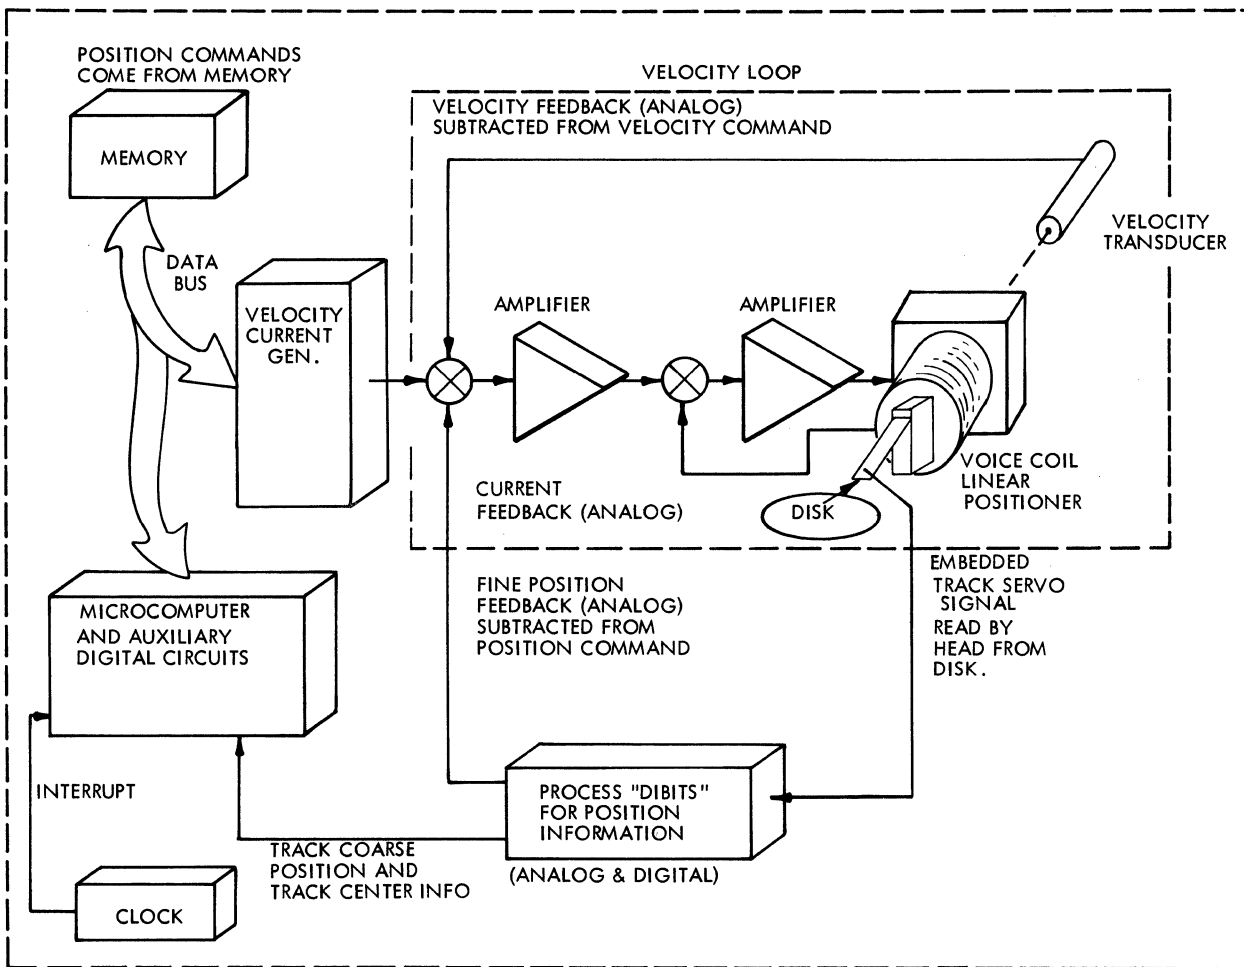 POSITION COMMANDS
COME FROM MEMORY
MEMORY
DATA
BUS
VELOCITY
CURRENT
GEN.
VELOCITY LOOP
VELOCITY FEEDBACK (ANALOG)
SUBTRACTED FROM VELOCITY COMMAND
VELOCITY
TRANSDUCER
AMPLIFIER
AMPLIFIER
VOICE COIL
LINEAR
POSITIONER
DISK
CURRENT
FEEDBACK (ANALOG)
FINE POSITION
FEEDBACK (ANALOG)
SUBTRACTED FROM
POSITION COMMAND
EMBEDDED
TRACK SERVO
SIGNAL
READ BY
HEAD FROM
DISK.
MICROCOMPUTER
AND AUXILIARY
DIGITAL CIRCUITS
INTERRUPT
CLOCK
PROCESS "DIBITS"
FOR POSITION
INFORMATION
(ANALOG & DIGITAL)
TRACK COARSE
POSITION AND
TRACK CENTER INFO